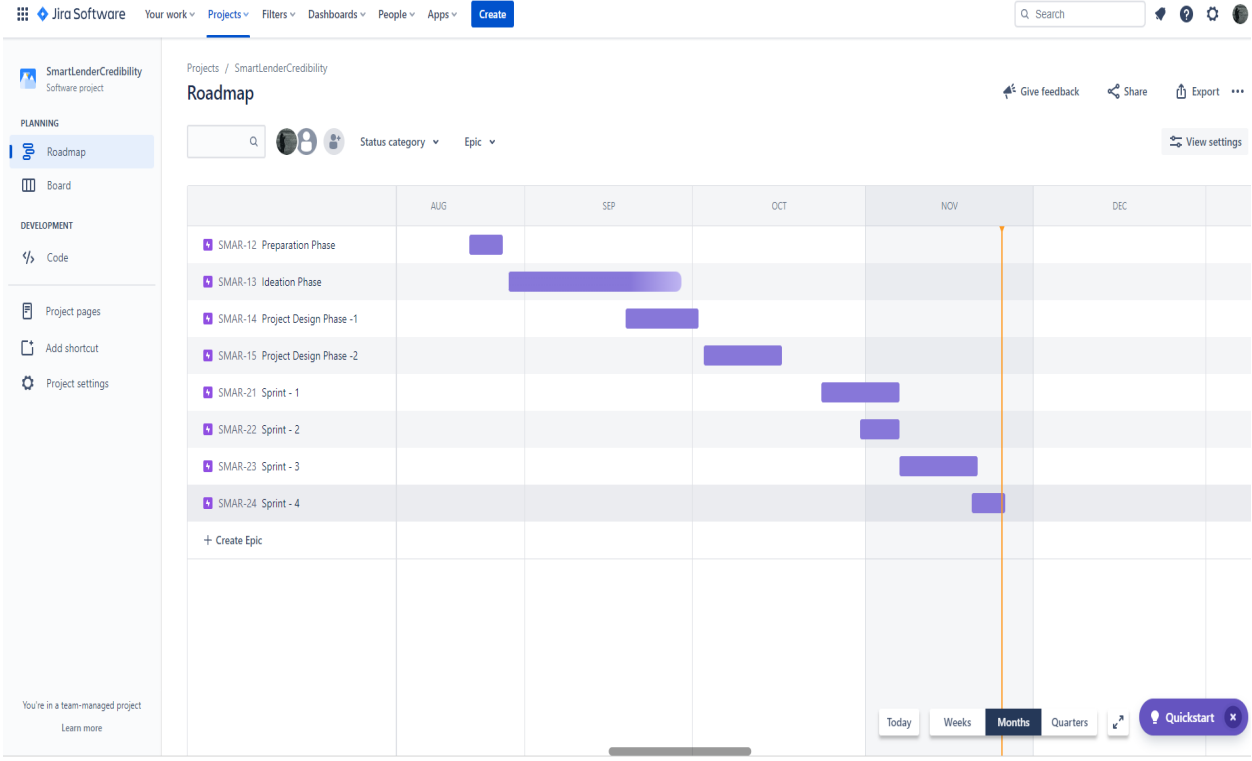 Jira Software Your work Projects Filters Dashboards People Apps Create Search
SmartLenderCredibility
Software project
PLANNING
Roadmap
Board
DEVELOPMENT
Code
Project pages
Add shortcut
Project settings
You're in a team-managed project
Learn more
Projects / SmartLenderCredibility
Roadmap
Give feedback Share Export
Status category Epic View settings
AUG SEP OCT NOV DEC
SMAR-12 Preparation Phase
SMAR-13 Ideation Phase
SMAR-14 Project Design Phase -1
SMAR-15 Project Design Phase -2
SMAR-21 Sprint - 1
SMAR-22 Sprint - 2
SMAR-23 Sprint - 3
SMAR-24 Sprint - 4
+ Create Epic
Today Weeks Months Quarters Quickstart